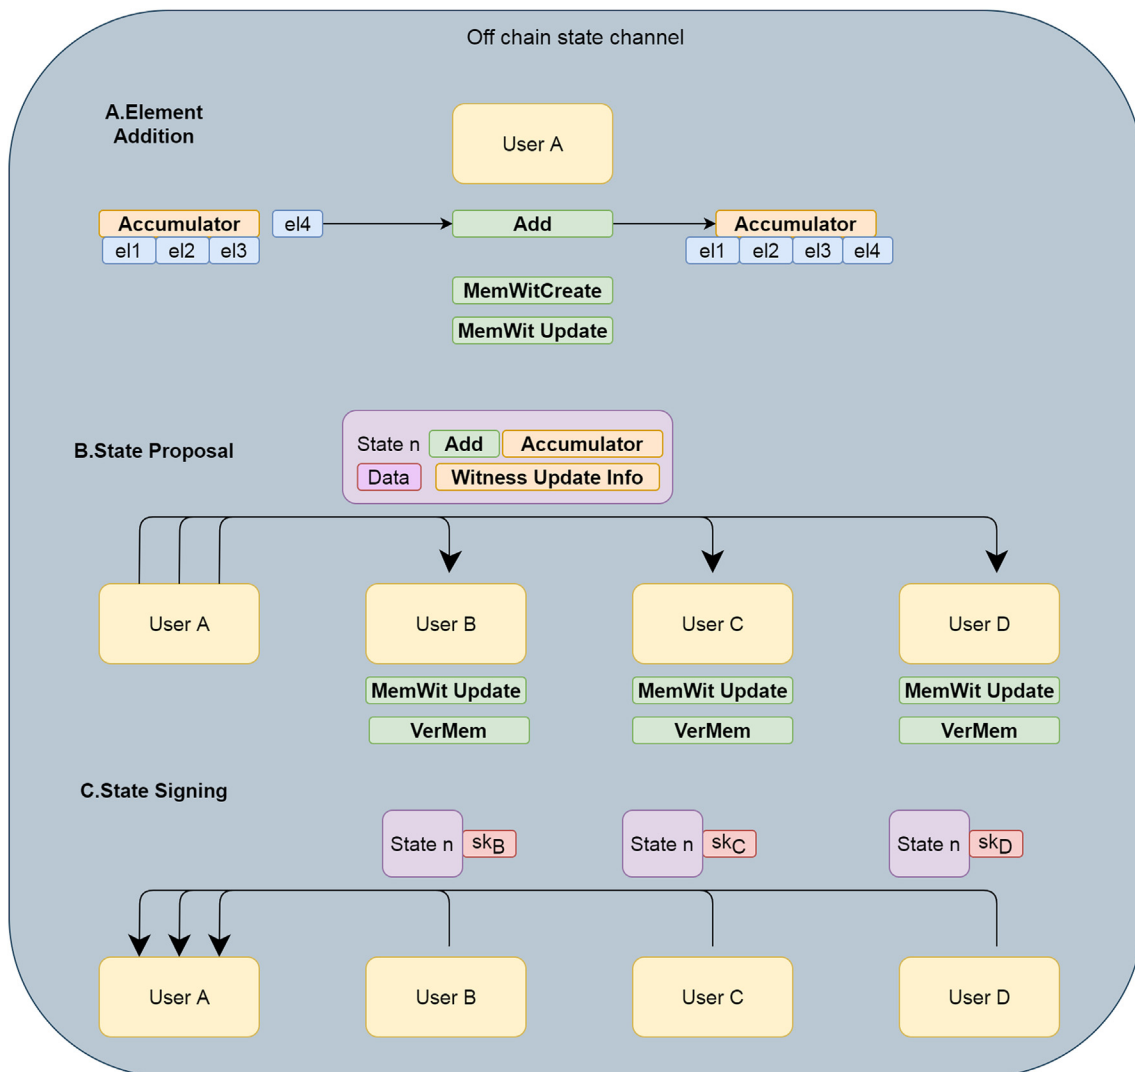 Off chain state channel
A.Element
Addition
User A
Accumulator
el4
Add
Accumulator
el1 el2 el3
el1 el2 el3 el4
MemWitCreate
MemWit Update
B.State Proposal
State n Add Accumulator
Data Witness Update Info
User A User B User C User D
MemWit Update MemWit Update MemWit Update
VerMem VerMem VerMem
C.State Signing
State n skB State n skC State n skD
User A User B User C User D